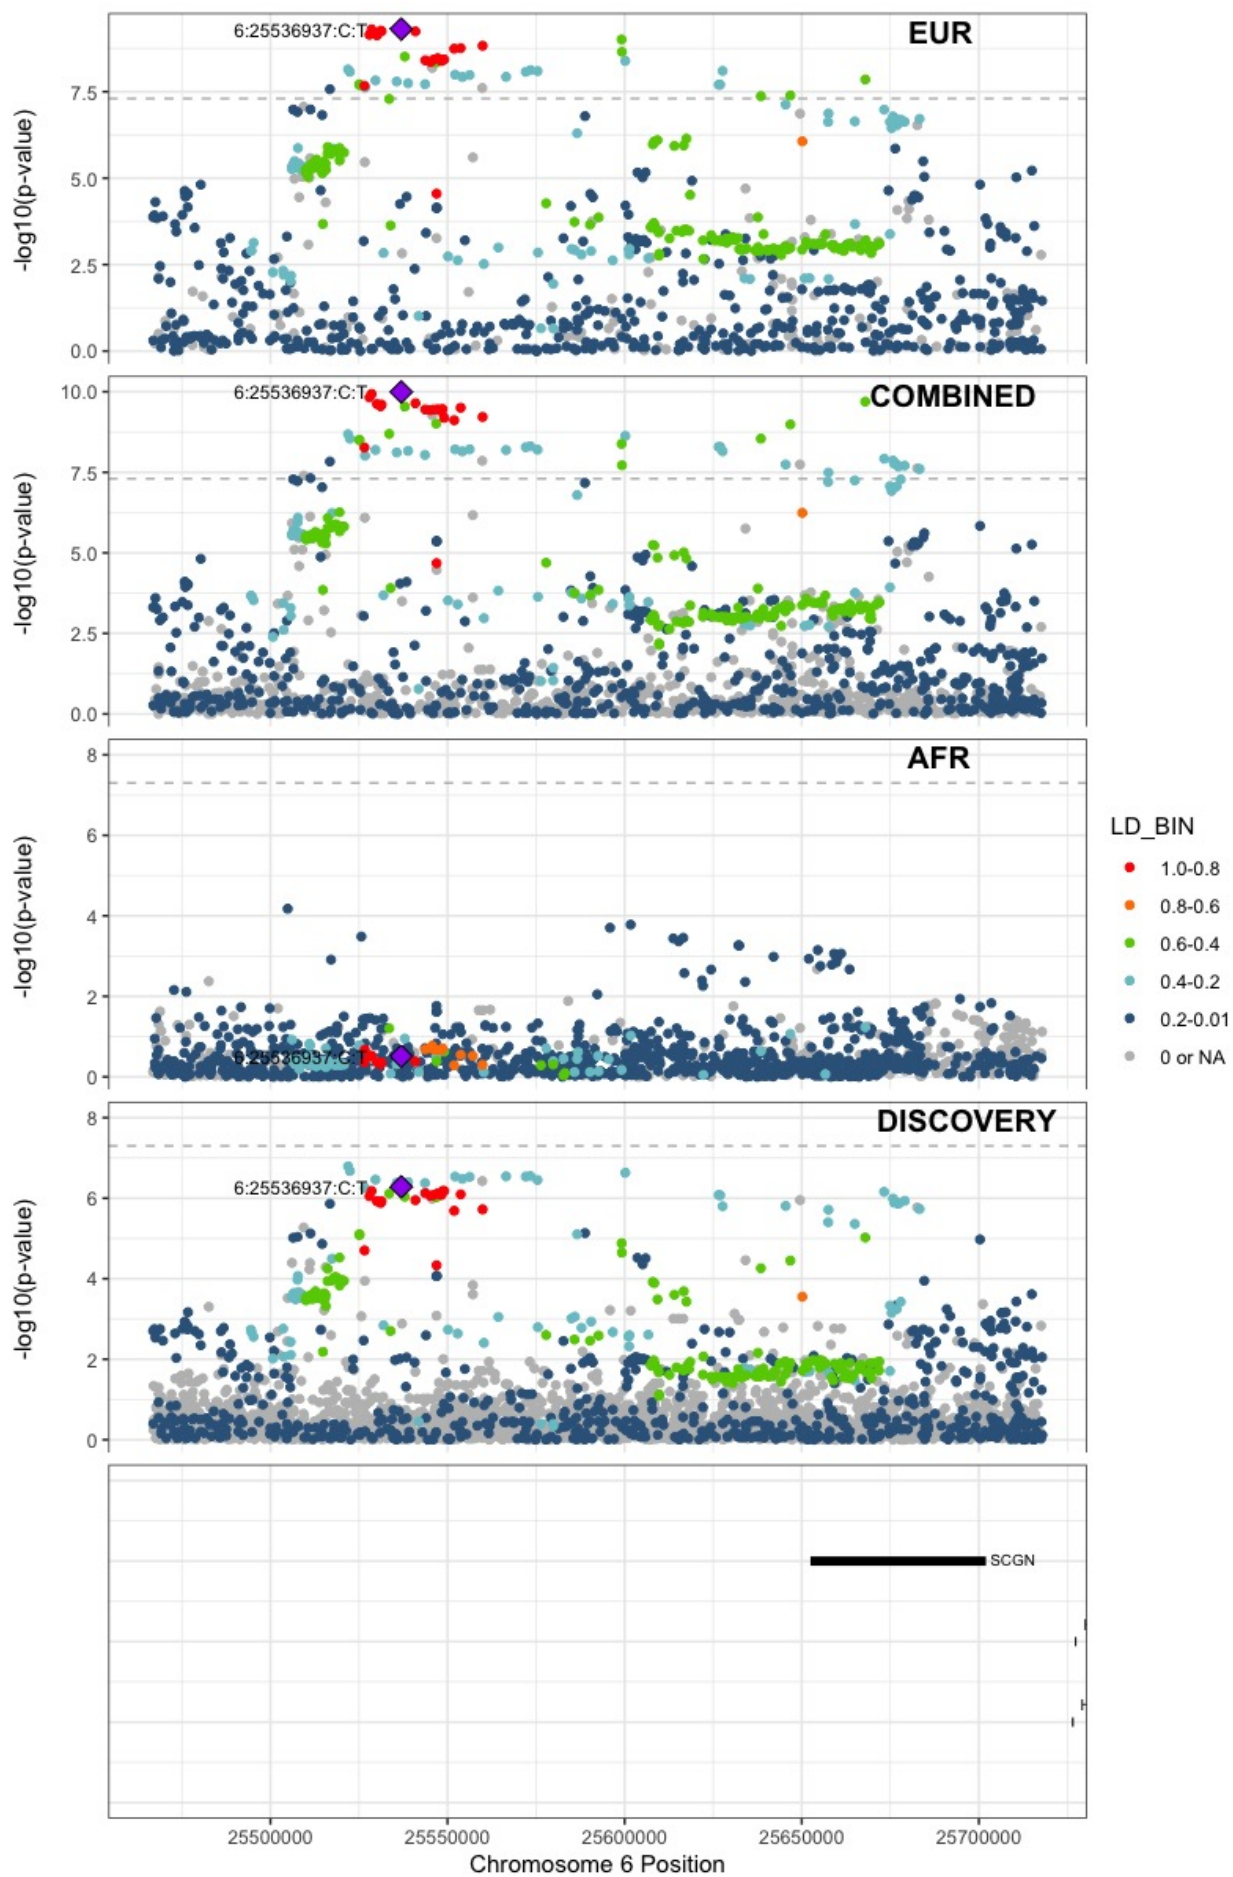 EUR
6:25536937:C:T
-log10(p-value)
7.5
5.0
2.5
0.0
COMBINED
6:25536937:C:T
-log10(p-value)
10.0
7.5
5.0
2.5
0.0
AFR
6:25536937:C:T
-log10(p-value)
8
6
4
2
0
DISCOVERY
6:25536937:C:T
-log10(p-value)
8
6
4
2
0
LD_BIN
1.0-0.8
0.8-0.6
0.6-0.4
0.4-0.2
0.2-0.01
0 or NA
SCGN
25500000 25550000 25600000 25650000 25700000
Chromosome 6 Position